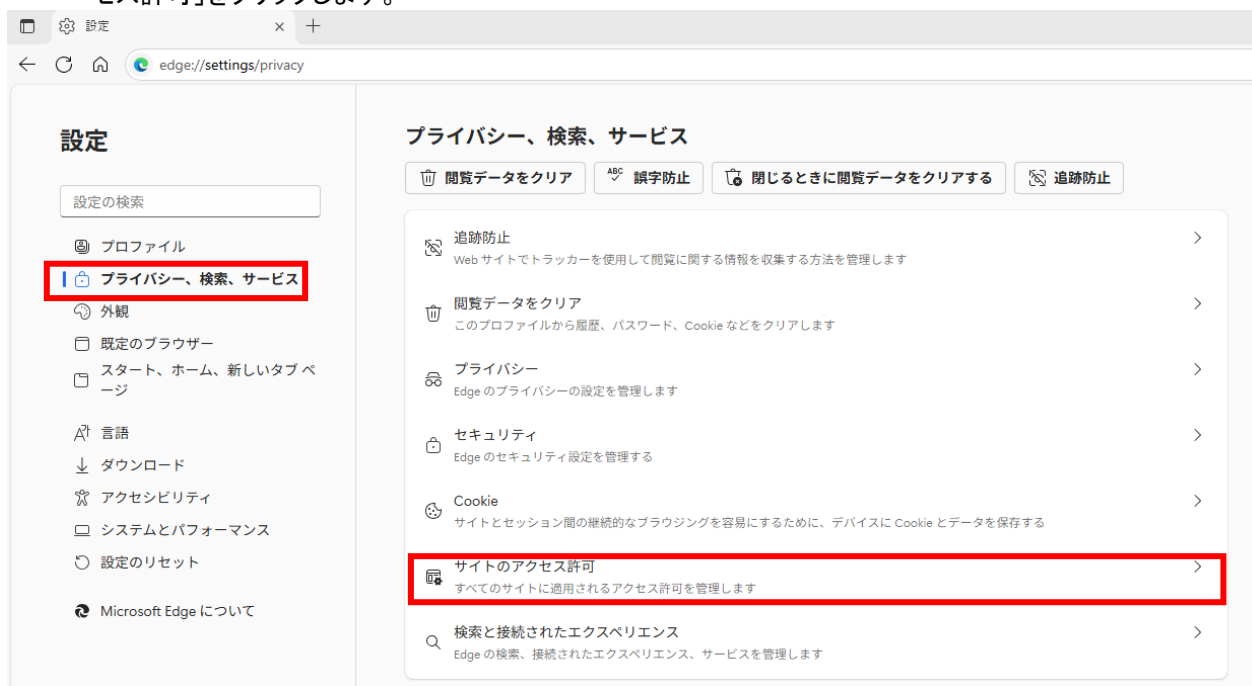 セス許可」をクリックします。
設定
edge://settings/privacy
設定
設定の検索
プロファイル
プライバシー、検索、サービス
外観
既定のブラウザー
スタート、ホーム、新しいタブ ペ
ージ
言語
ダウンロード
アクセシビリティ
システムとパフォーマンス
設定のリセット
Microsoft Edge について
プライバシー、検索、サービス
閲覧データをクリア
ABC 誤字防止
閉じるときに閲覧データをクリアする
追跡防止
追跡防止
Web サイトでトラッカーを使用して閲覧に関する情報を収集する方法を管理します
閲覧データをクリア
このプロファイルから履歴、パスワード、Cookie などをクリアします
プライバシー
Edge のプライバシーの設定を管理します
セキュリティ
Edge のセキュリティ設定を管理する
Cookie
サイトとセッション間の継続的なブラウジングを容易にするために、デバイスに Cookie とデータを保存する
サイトのアクセス許可
すべてのサイトに適用されるアクセス許可を管理します
検索と接続されたエクスペリエンス
Edge の検索、接続されたエクスペリエンス、サービスを管理します